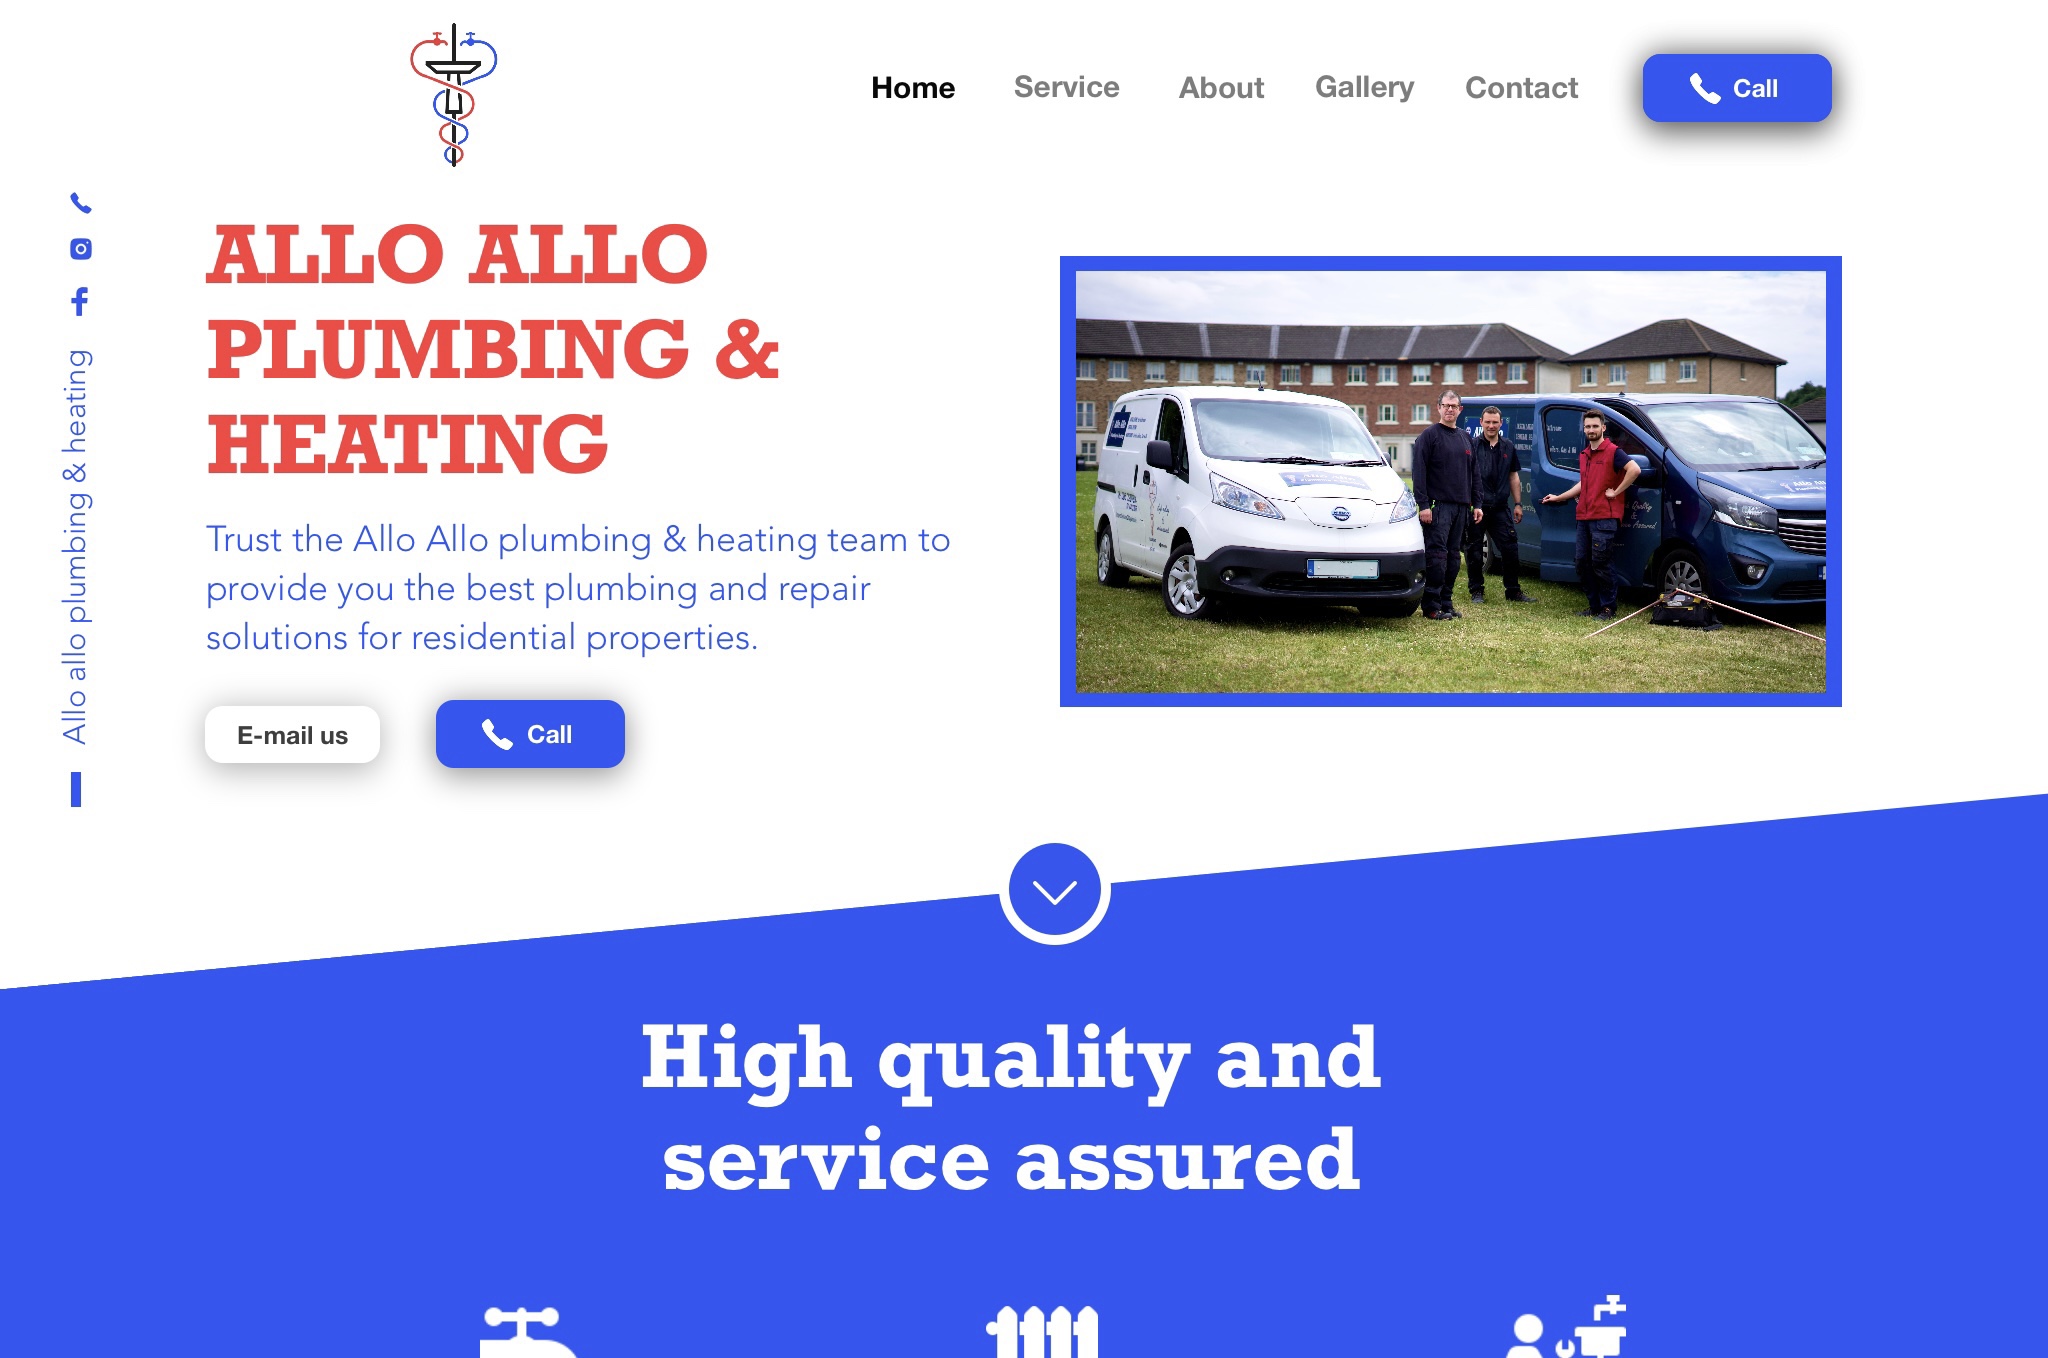 Home
Service
About
Gallery
Contact
Call
Allo allo plumbing & heating
ALLO ALLO
PLUMBING &
HEATING
Trust the Allo Allo plumbing & heating team to
provide you the best plumbing and repair
solutions for residential properties.
E-mail us
Call
High quality and
service assured